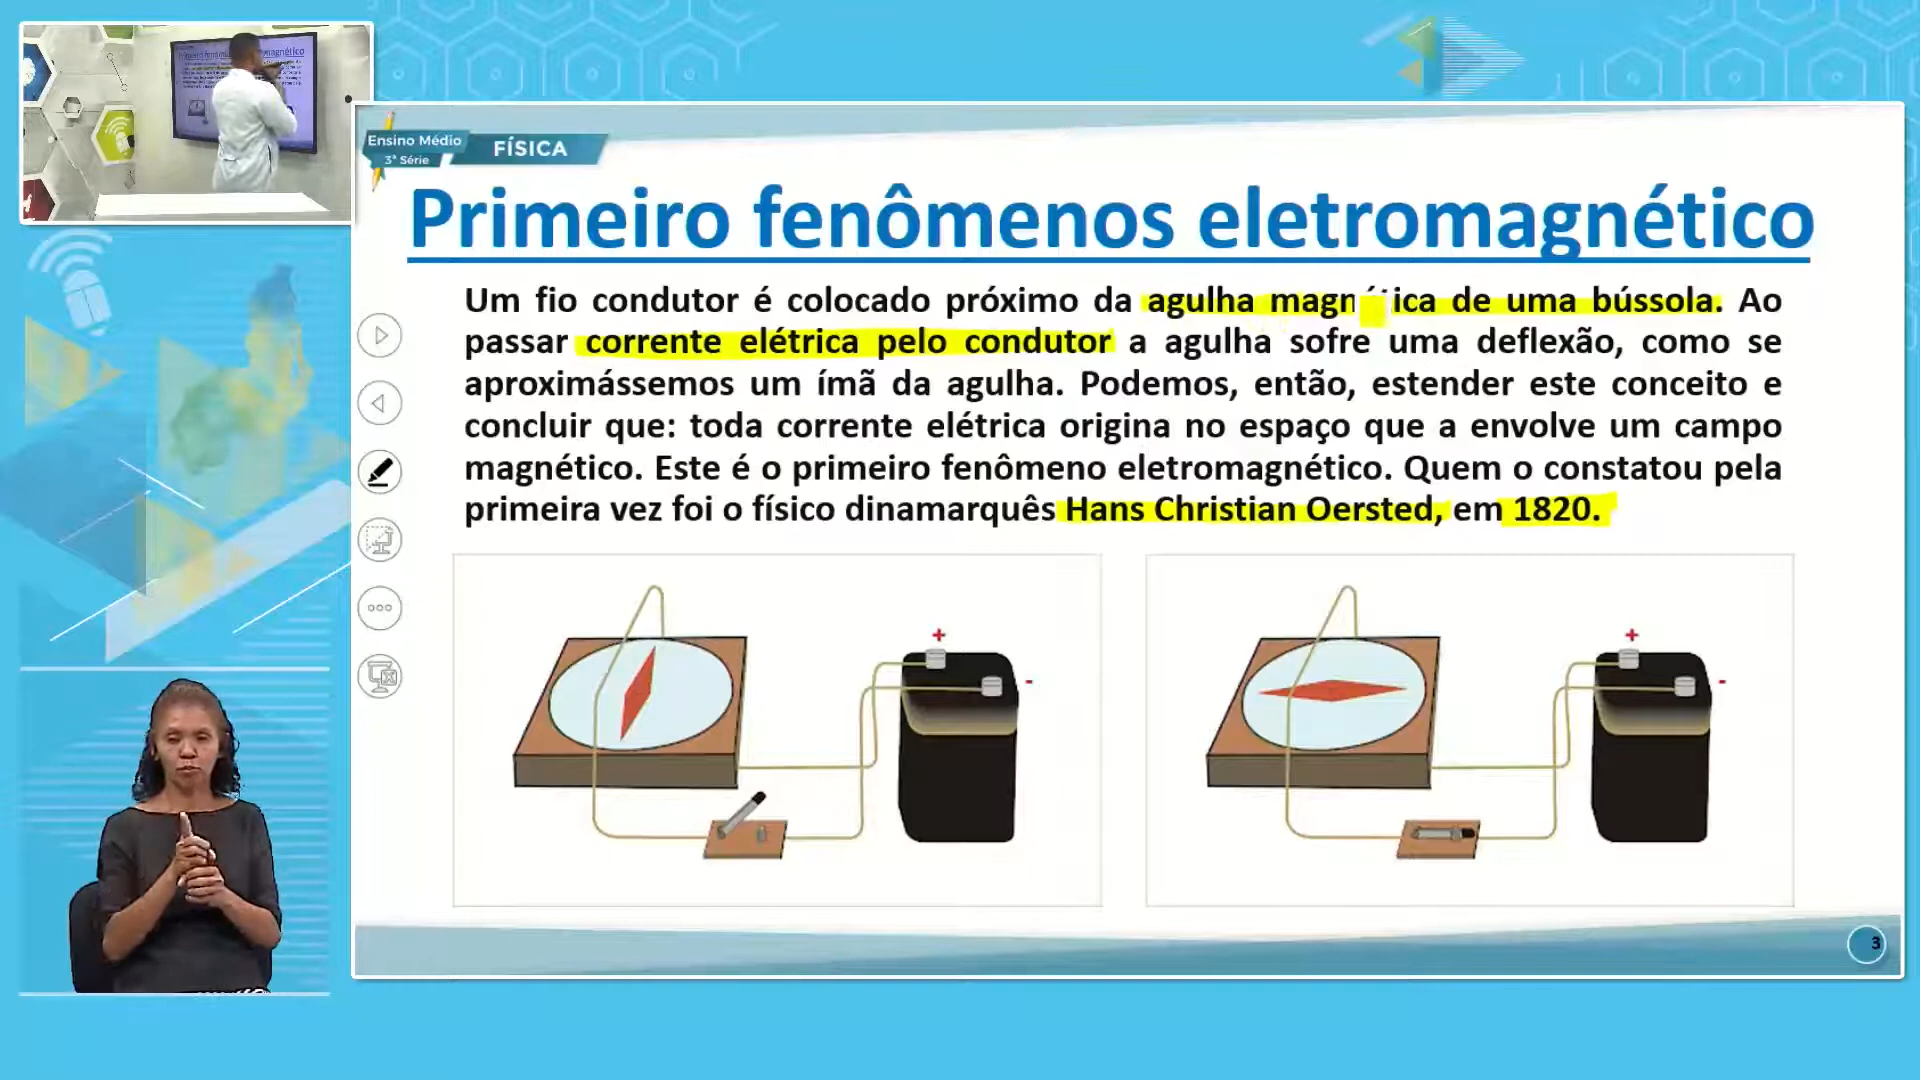 Ensino Médio
3ª Série
FÍSICA
Primeiro fenômenos eletromagnético
Um fio condutor é colocado próximo da agulha magnética de uma bússola. Ao
passar corrente elétrica pelo condutor a agulha sofre uma deflexão, como se
aproximássemos um ímã da agulha. Podemos, então, estender este conceito e
concluir que: toda corrente elétrica origina no espaço que a envolve um campo
magnético. Este é o primeiro fenômeno eletromagnético. Quem o constatou pela
primeira vez foi o físico dinamarquês Hans Christian Oersted, em 1820.
+
-
+
-
3